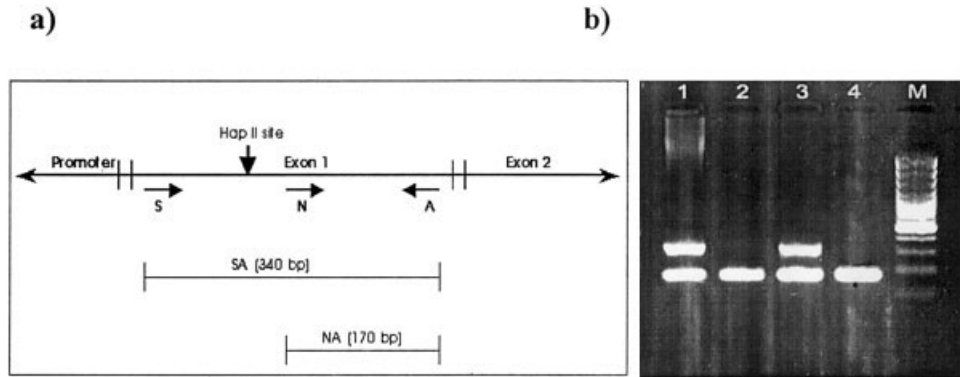 a)
b)
Hap II site
Promoter
Exon 1
Exon 2
S
N
A
SA (340 bp)
NA (170 bp)
1 2 3 4 M